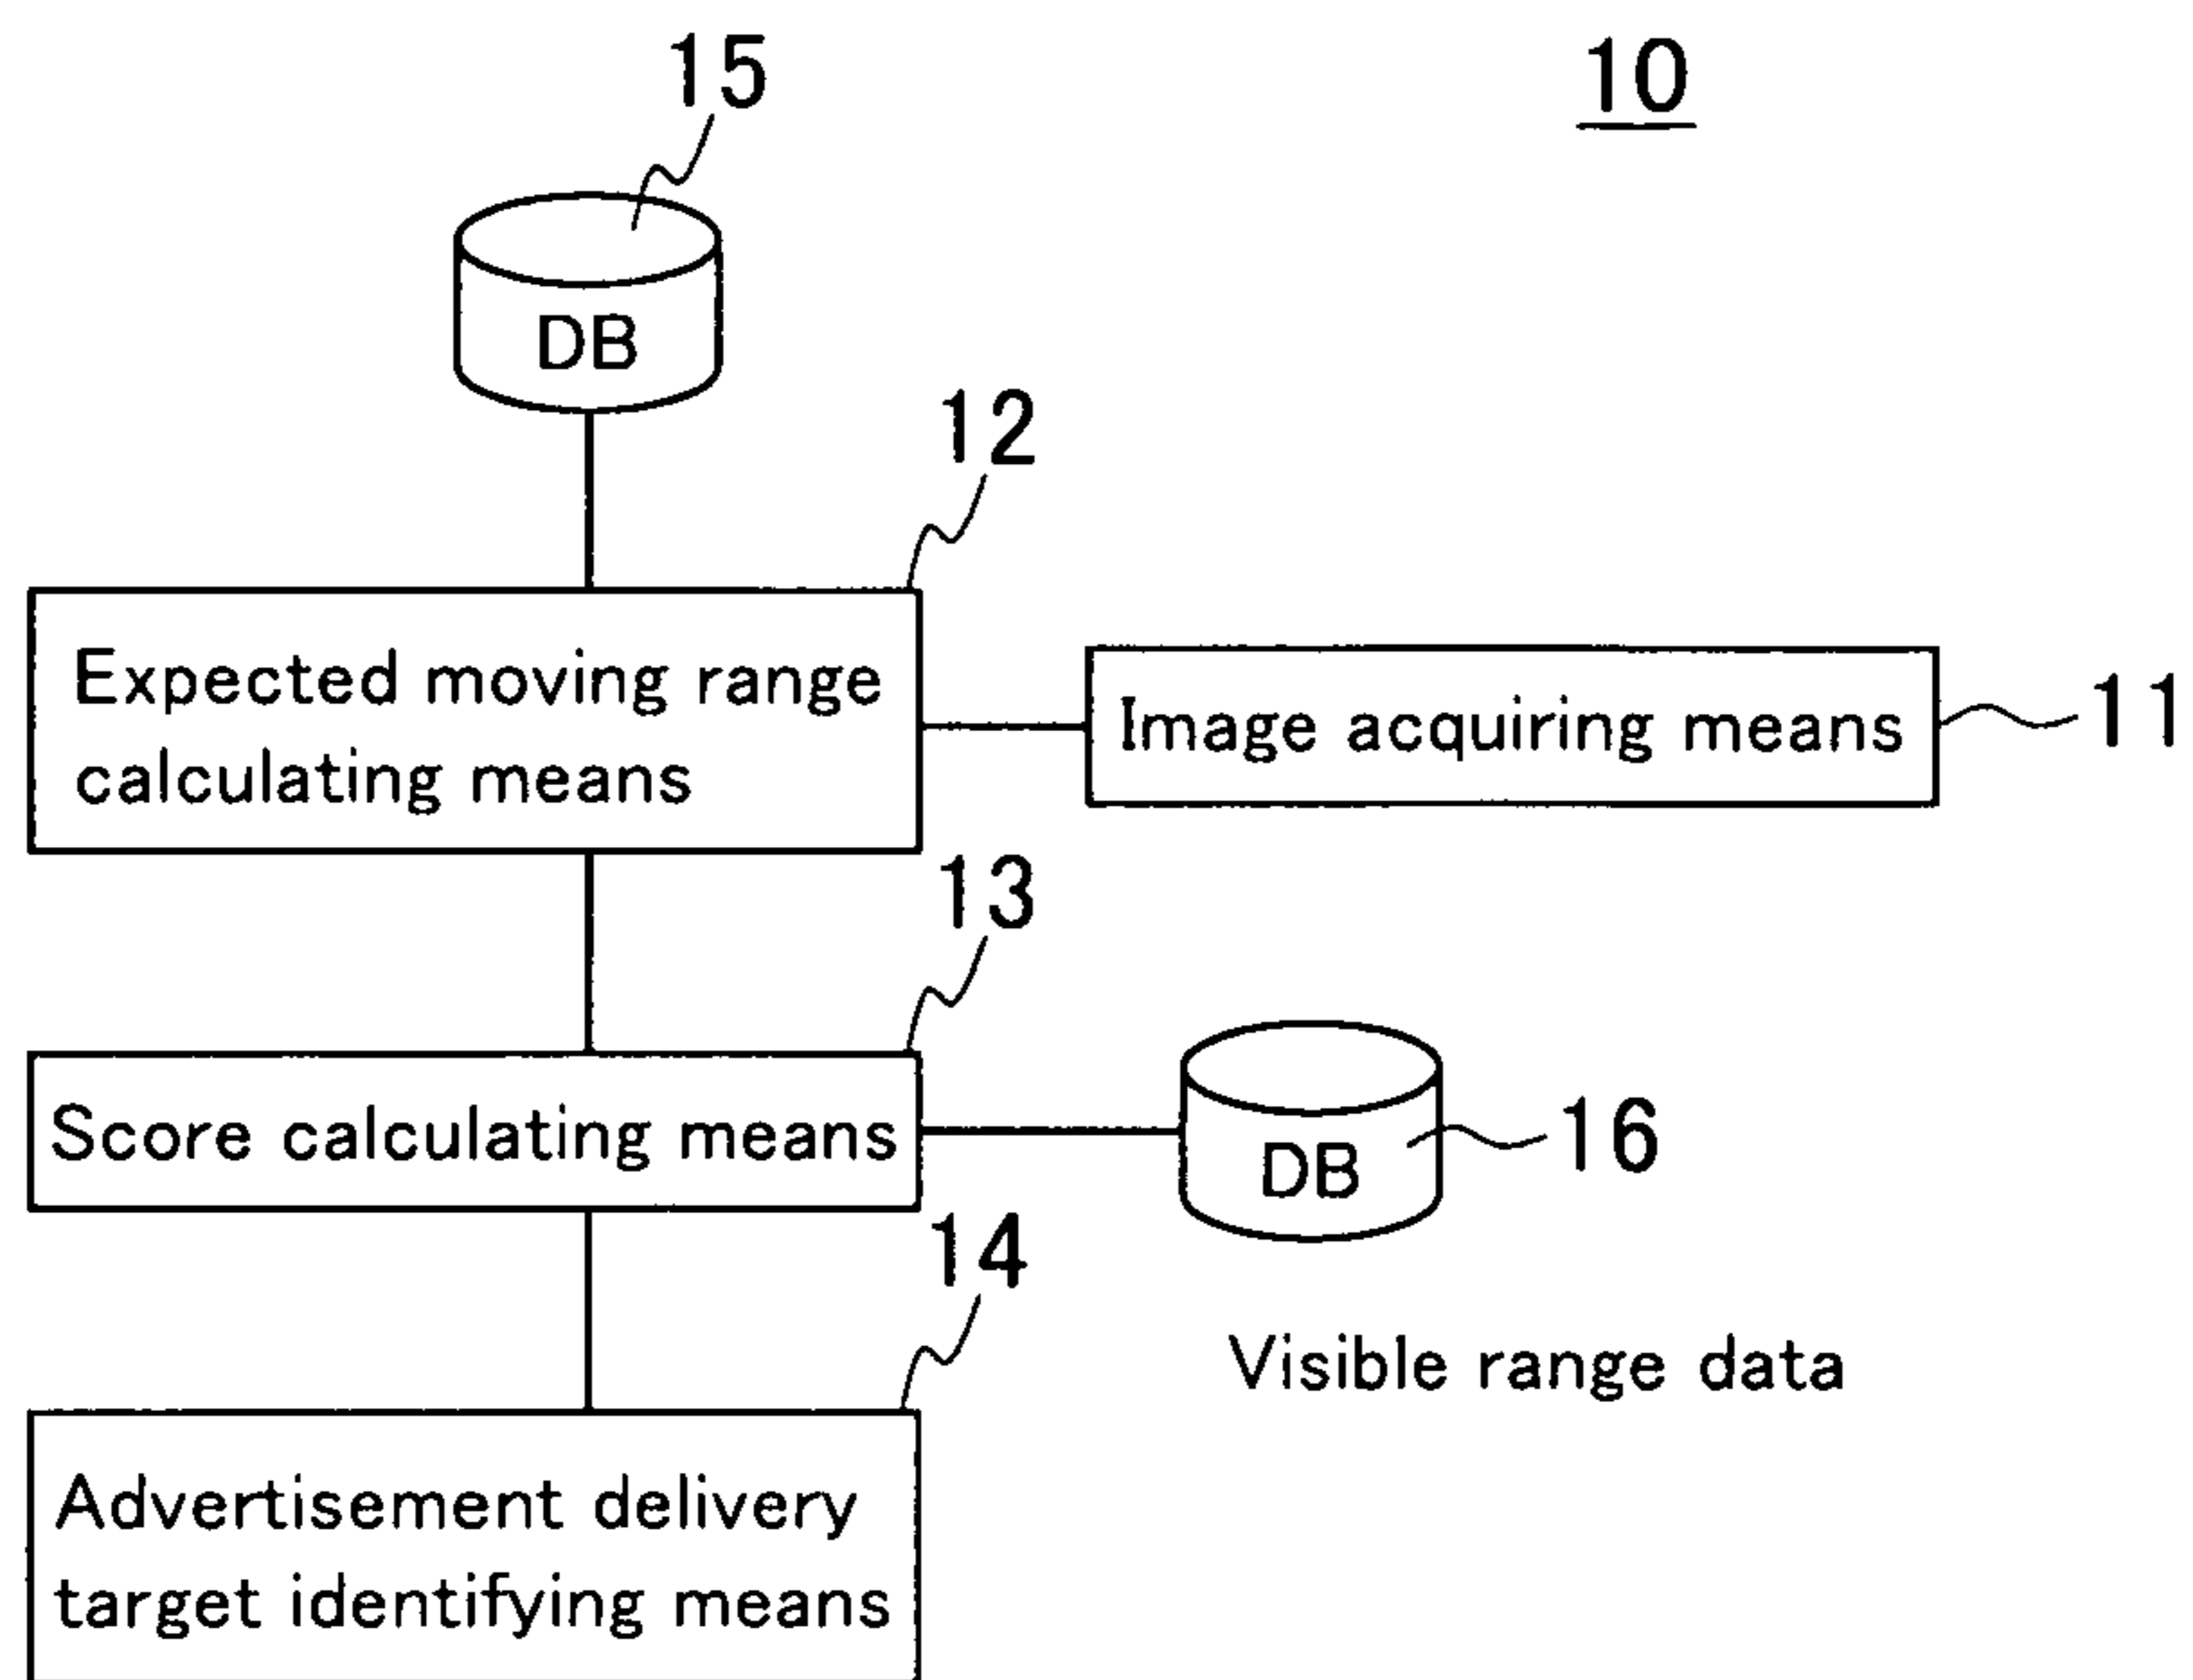 15
10
DB
12
Expected moving range
calculating means
Image acquiring means
11
13
Score calculating means
DB
16
14
Visible range data
Advertisement delivery
target identifying means